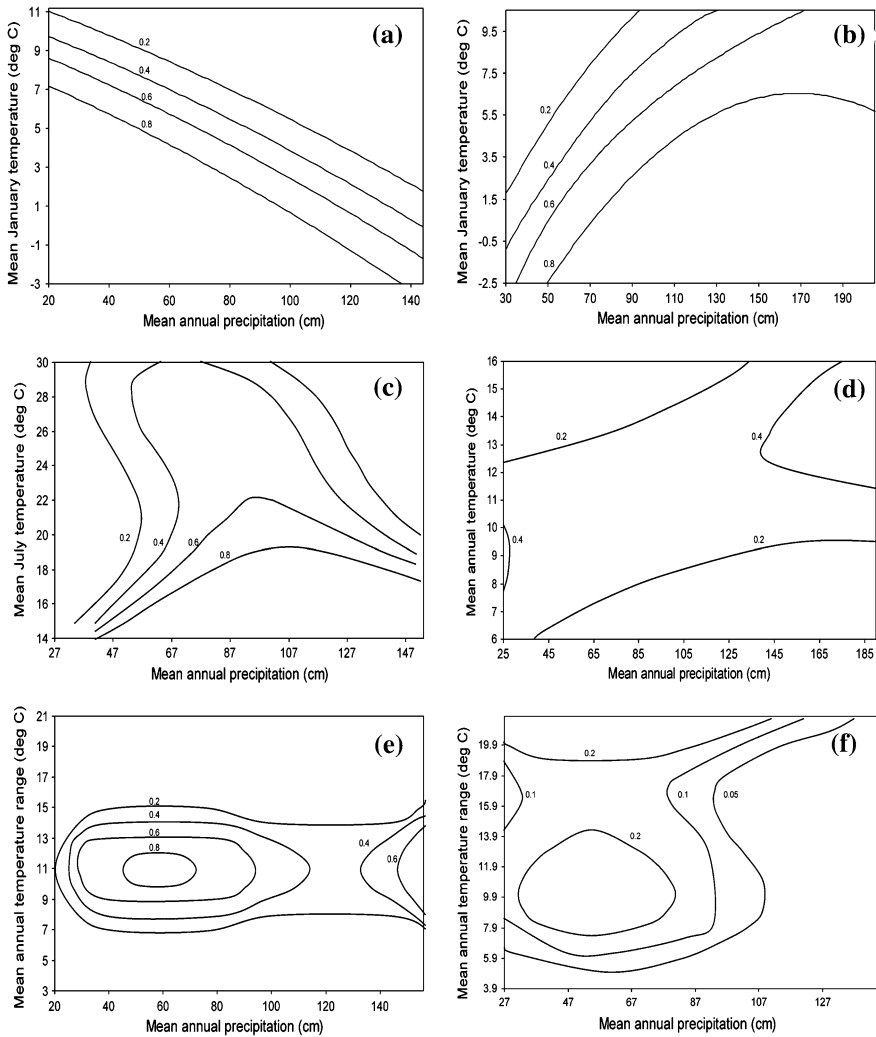 (a)
Mean January temperature (deg C)
11
9
7
5
3
1
-1
-3
0.2
0.4
0.6
0.8
20 40 60 80 100 120 140
Mean annual precipitation (cm)
(b)
Mean January temperature (deg C)
9.5
7.5
5.5
3.5
1.5
-0.5
-2.5
0.2
0.4
0.6
0.8
30 50 70 90 110 130 150 170 190
Mean annual precipitation (cm)
(c)
Mean July temperature (deg C)
30
28
26
24
22
20
18
16
14
0.2 0.4 0.6
0.8
27 47 67 87 107 127 147
Mean annual precipitation (cm)
(d)
Mean annual temperature (deg C)
16
15
14
13
12
11
10
9
8
7
6
0.2 0.4
0.4 0.2
25 45 65 85 105 125 145 165 185
Mean annual precipitation (cm)
(e)
Mean annual temperature range (deg C)
21
19
17
15
13
11
9
7
5
3
0.2
0.4
0.6
0.8
0.4
0.6
20 40 60 80 100 120 140
Mean annual precipitation (cm)
(f)
Mean annual temperature range (deg C)
19.9
17.9
15.9
13.9
11.9
9.9
7.9
5.9
3.9
0.2
0.1 0.1 0.05
0.2
27 47 67 87 107 127
Mean annual precipitation (cm)